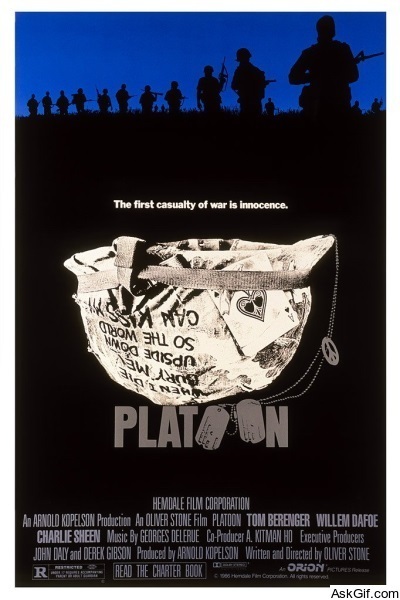 The first casualty of war is innocence.
WHEN I DIE
BURY ME
UPSIDE DOWN
SO THE WORLD
CAN KISS MY
PLATOON
HEMDALE FILM CORPORATION
An ARNOLD KOPELSON Production An OLIVER STONE Film PLATOON TOM BERENGER WILLEM DAFOE
CHARLIE SHEEN Music By GEORGES DELERUE Co-Producer A. KITMAN HO Executive Producers
JOHN DALY and DEREK GIBSON Produced by ARNOLD KOPELSON Written and Directed by OLIVER STONE
R RESTRICTED
READ THE CHARTER BOOK
© 1986 Hemdale Film Corporation. All rights reserved.
AN ORION PICTURES RELEASE
AskGif.com